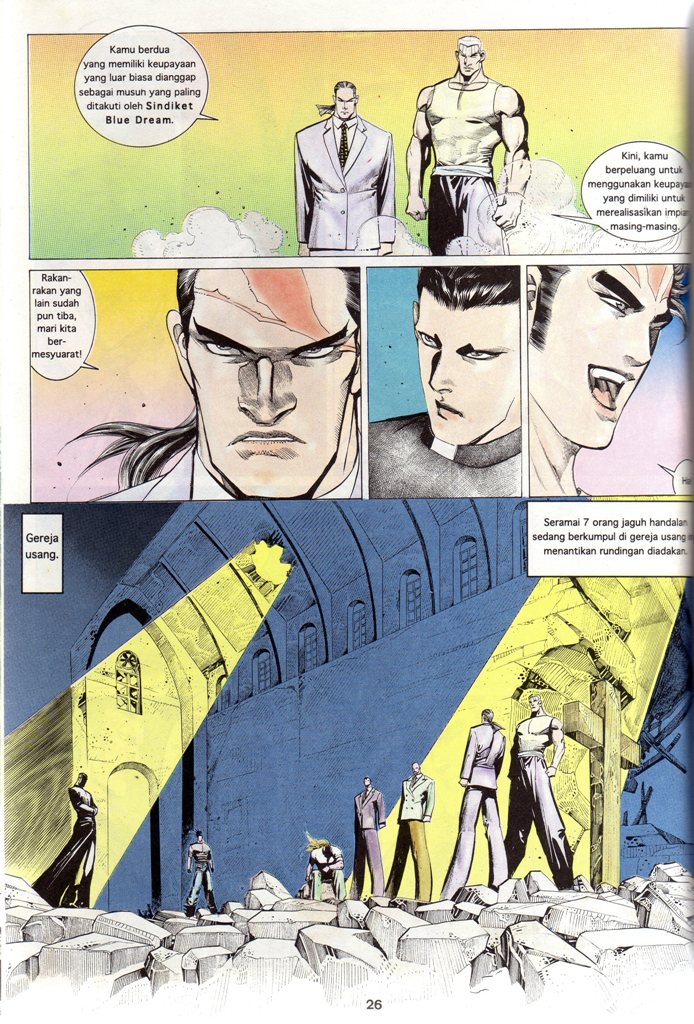 Kamu berdua
yang memiliki keupayaan
yang luar biasa dianggap
sebagai musuh yang paling
ditakuti oleh Sindiket
Blue Dream.
Kini, kamu
berpeluang untuk
menggunakan
yang dimiliki untuk
merealisasikan
masing-masing.
Rakan-
rakan yang
lain sudah
pun tiba,
mari kita
ber-
mesyuarat!
Gereja
usang.
Seramai 7 orang jaguh handalan
sedang berkumpul di gereja usang
menantikan rundingan diadakan.
26